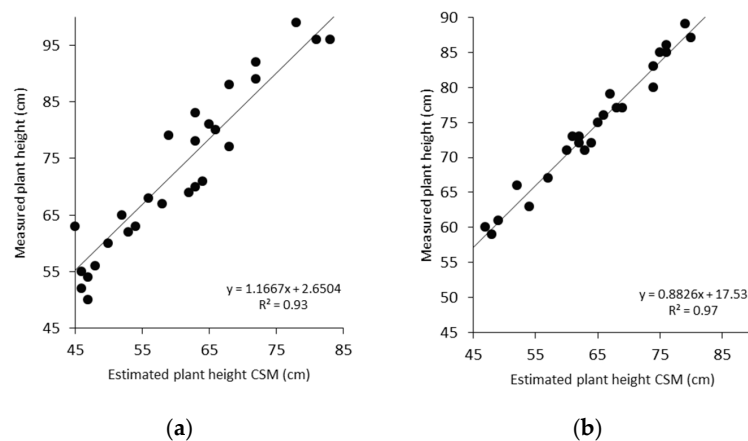 Measured plant height (cm)
95
85
75
65
55
45
45 55 65 75 85
y = 1.1667x + 2.6504
R² = 0.93
Estimated plant height CSM (cm)
(a)
Measured plant height (cm)
90
85
80
75
70
65
60
55
50
45
45 55 65 75 85
y = 0.8826x + 17.53
R² = 0.97
Estimated plant height CSM (cm)
(b)